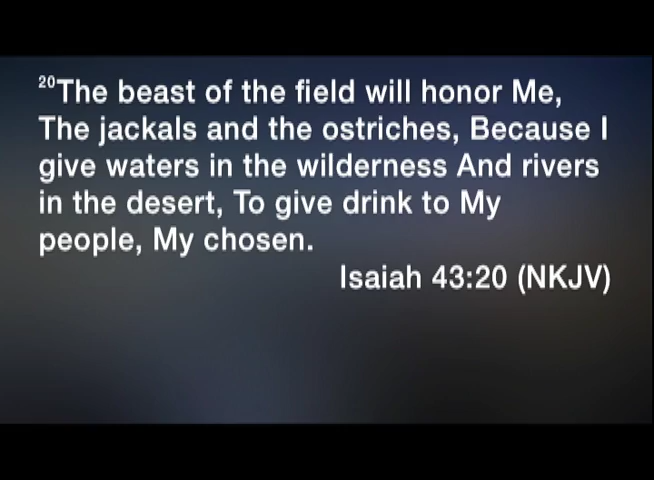 20The beast of the field will honor Me,
The jackals and the ostriches, Because I
give waters in the wilderness And rivers
in the desert, To give drink to My
people, My chosen.
Isaiah 43:20 (NKJV)